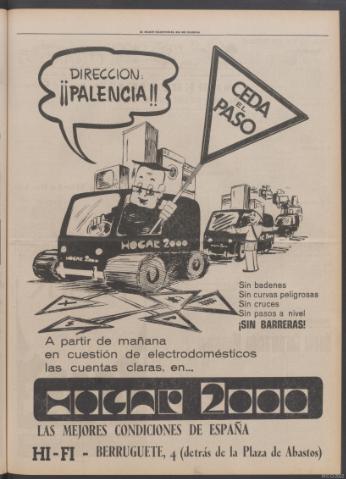 DIRECCION:
¡¡PALENCIA!!
CEDA
EL
PASO
HOGAR 2000
HOGAR 2000
Sin badenes
Sin curvas peligrosas
Sin cruces
Sin pasos a nivel
¡SIN BARRERAS!
A partir de mañana
en cuestión de electrodomésticos
las cuentas claras, en...
HOGAR 2000
LAS MEJORES CONDICIONES DE ESPAÑA
HI-FI - BERRUGUETE, 4 (detrás de la Plaza de Abastos)